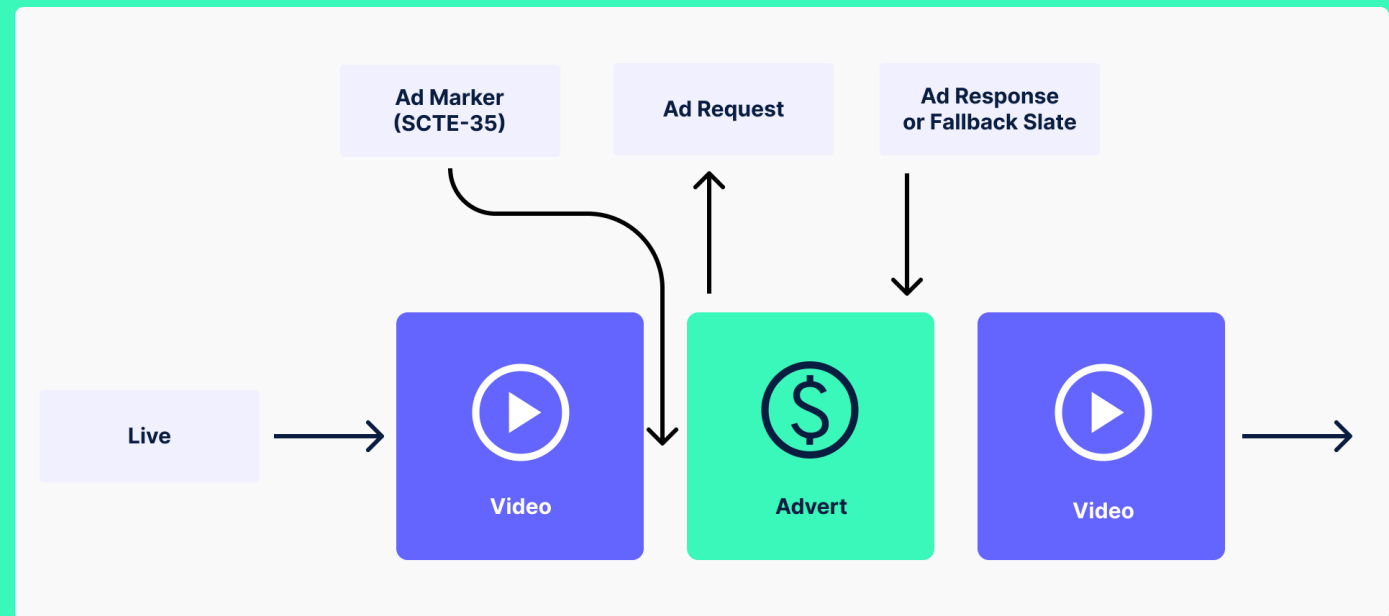 Ad Marker
(SCTE-35)
Ad Request
Ad Response
or Fallback Slate
Live
Video
Advert
Video